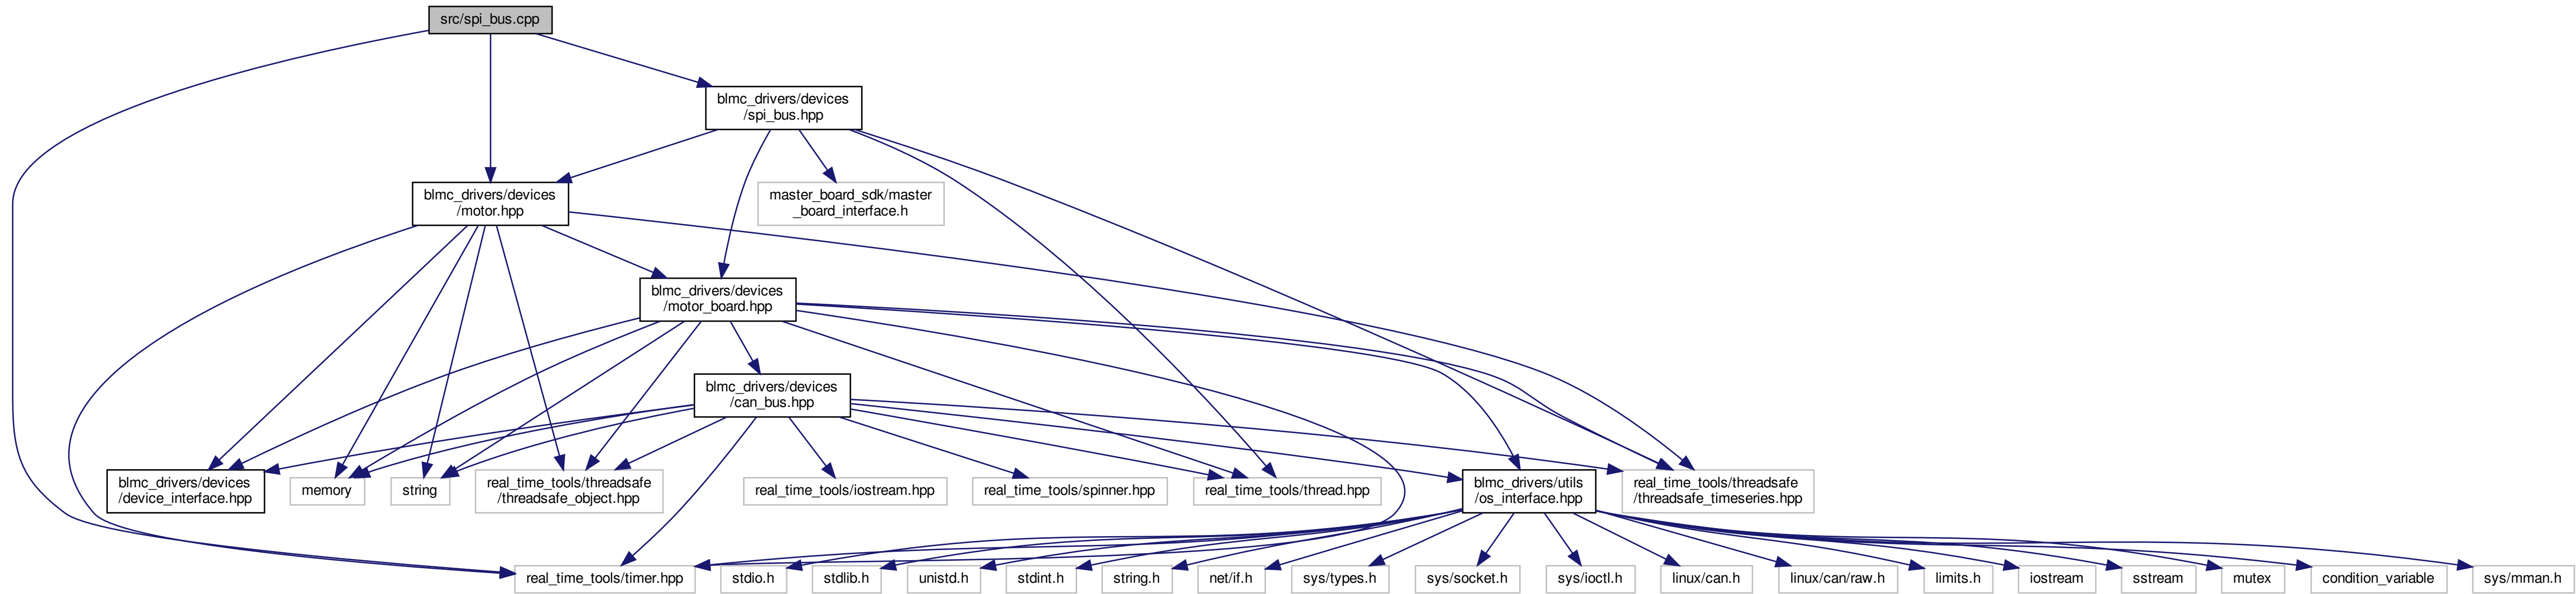 src/spi_bus.cpp
blmc_drivers/devices
/spi_bus.hpp
blmc_drivers/devices
/motor.hpp
master_board_sdk/master
_board_interface.h
blmc_drivers/devices
/motor_board.hpp
blmc_drivers/devices
/can_bus.hpp
blmc_drivers/devices
/device_interface.hpp
memory
string
real_time_tools/threadsafe
/threadsafe_object.hpp
real_time_tools/iostream.hpp
real_time_tools/spinner.hpp
real_time_tools/thread.hpp
blmc_drivers/utils
/os_interface.hpp
real_time_tools/threadsafe
/threadsafe_timeseries.hpp
real_time_tools/timer.hpp
stdio.h
stdlib.h
unistd.h
stdint.h
string.h
net/if.h
sys/types.h
sys/socket.h
sys/ioctl.h
linux/can.h
linux/can/raw.h
limits.h
iostream
sstream
mutex
condition_variable
sys/mman.h